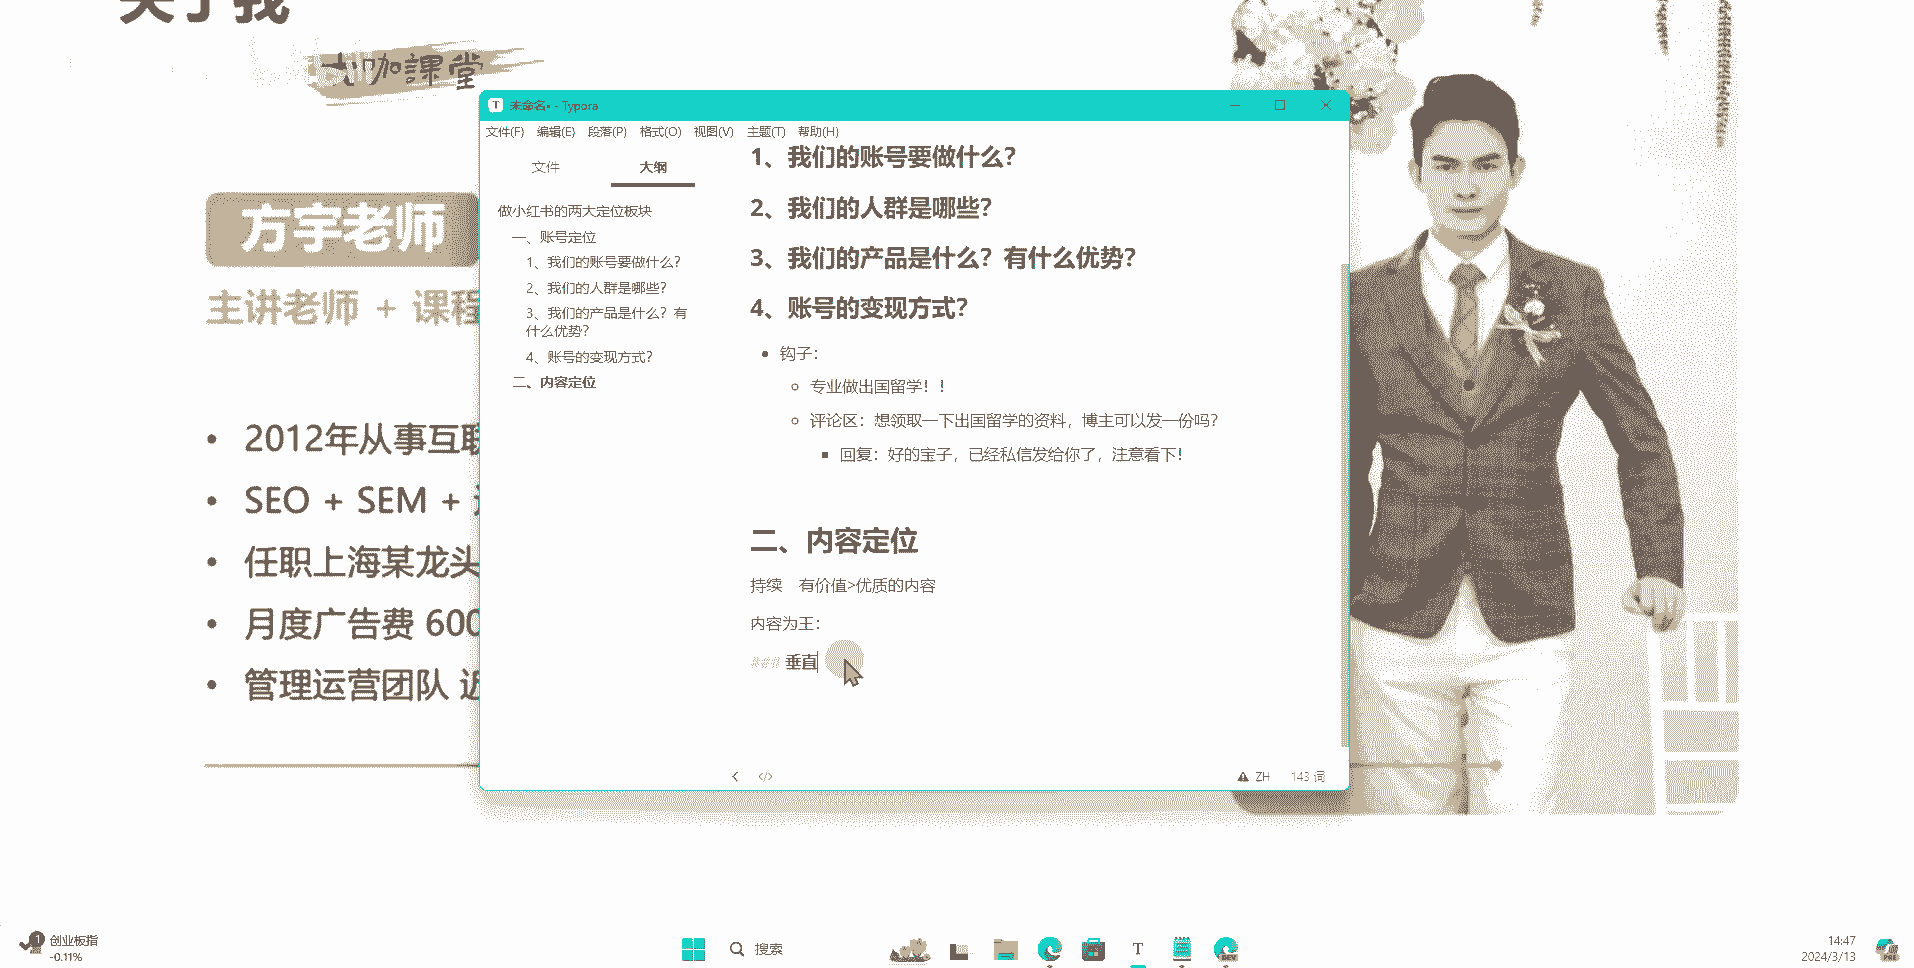 关于我
大咖課堂
方宇老师
主讲老师 + 课程
2012年从事互联
SEO + SEM +
任职上海某龙头
月度广告费 600
管理运营团队 近
未命名• - Typora
文件(F) 编辑(E) 段落(P) 格式(O) 视图(V) 主题(T) 帮助(H)
文件 大纲
做小红书的两大定位板块
一、账号定位
1、我们的账号要做什么？
2、我们的人群是哪些？
3、我们的产品是什么？有
什么优势？
4、账号的变现方式？
二、内容定位
1、我们的账号要做什么？
2、我们的人群是哪些？
3、我们的产品是什么？有什么优势？
4、账号的变现方式？
钩子：
专业做出国留学！！
评论区：想领取一下出国留学的资料，博主可以发一份吗？
回复：好的宝子，已经私信发给你了，注意看下！
二、内容定位
持续 有价值>优质的内容
内容为王：
### 垂直
</> ZH 143 词
1 创业板指
-0.11%
搜索
T
DEV
14:47
2024/3/13
PRE